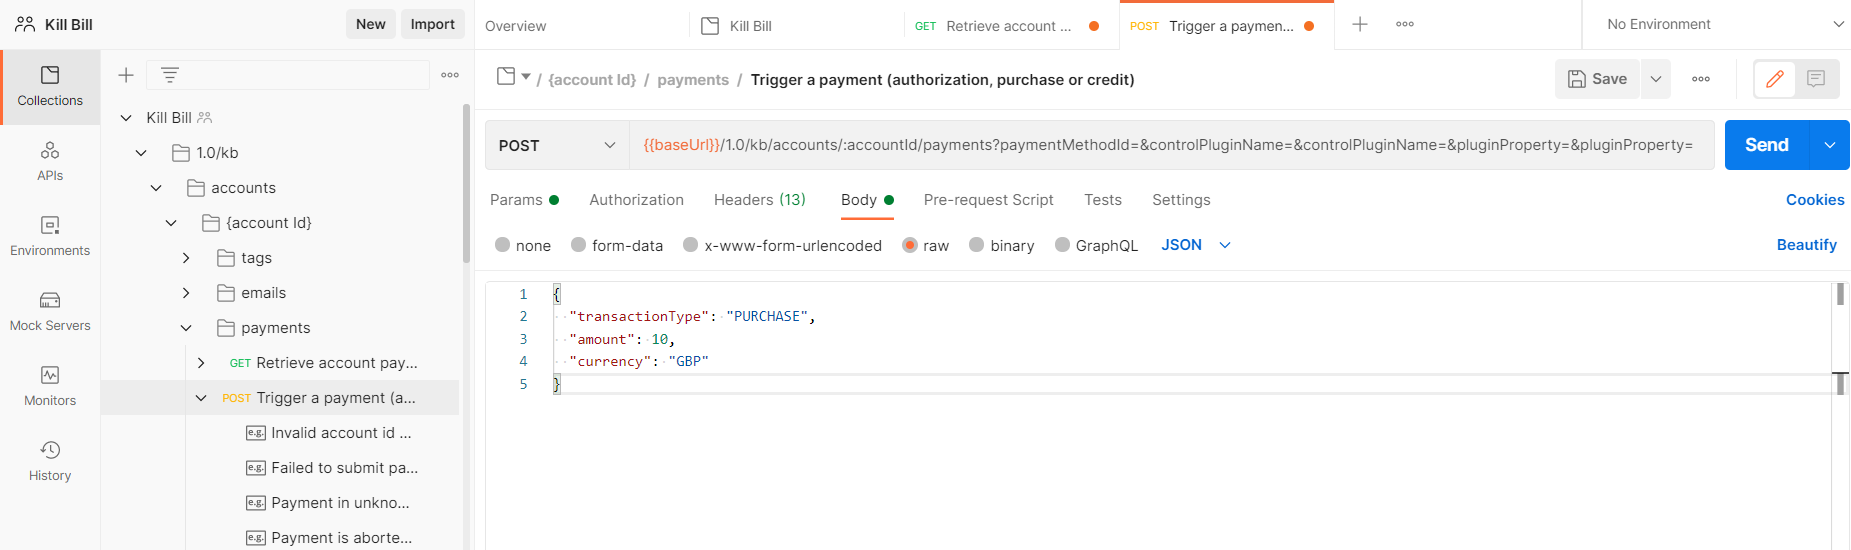 Kill Bill
New
Import
Overview
Kill Bill
GET Retrieve account ...
POST Trigger a paymen...
No Environment
Collections
APIs
Environments
Mock Servers
Monitors
History
Kill Bill
1.0/kb
accounts
{account Id}
tags
emails
payments
GET Retrieve account pay...
POST Trigger a payment (a...
e.g. Invalid account id ...
e.g. Failed to submit pa...
e.g. Payment in unkno...
e.g. Payment is aborte...
/ {account Id} / payments / Trigger a payment (authorization, purchase or credit)
Save
POST
{{baseUrl}}/1.0/kb/accounts/:accountId/payments?paymentMethodId=&controlPluginName=&controlPluginName=&pluginProperty=&pluginProperty=
Send
Params
Authorization
Headers (13)
Body
Pre-request Script
Tests
Settings
Cookies
none
form-data
x-www-form-urlencoded
raw
binary
GraphQL
JSON
Beautify
1 {
2 "transactionType": "PURCHASE",
3 "amount": 10,
4 "currency": "GBP"
5 }